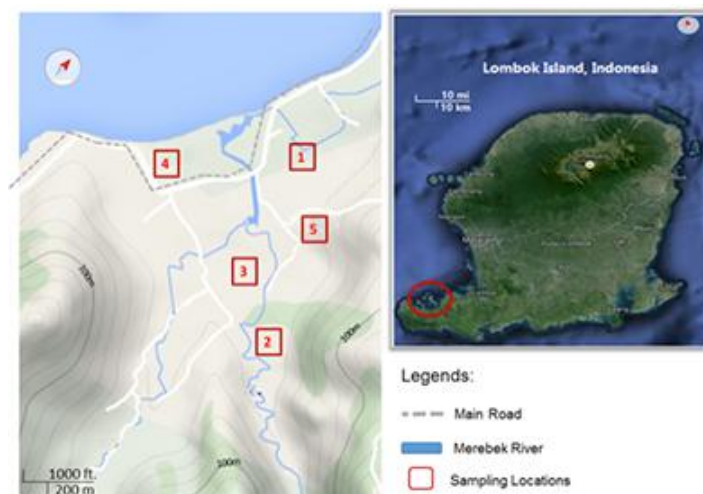 4
1
5
3
2
100m
100m
100m
1000 ft.
200 m
Lombok Island, Indonesia
10 mi
10 km
Legends:
Main Road
Merebek River
Sampling Locations